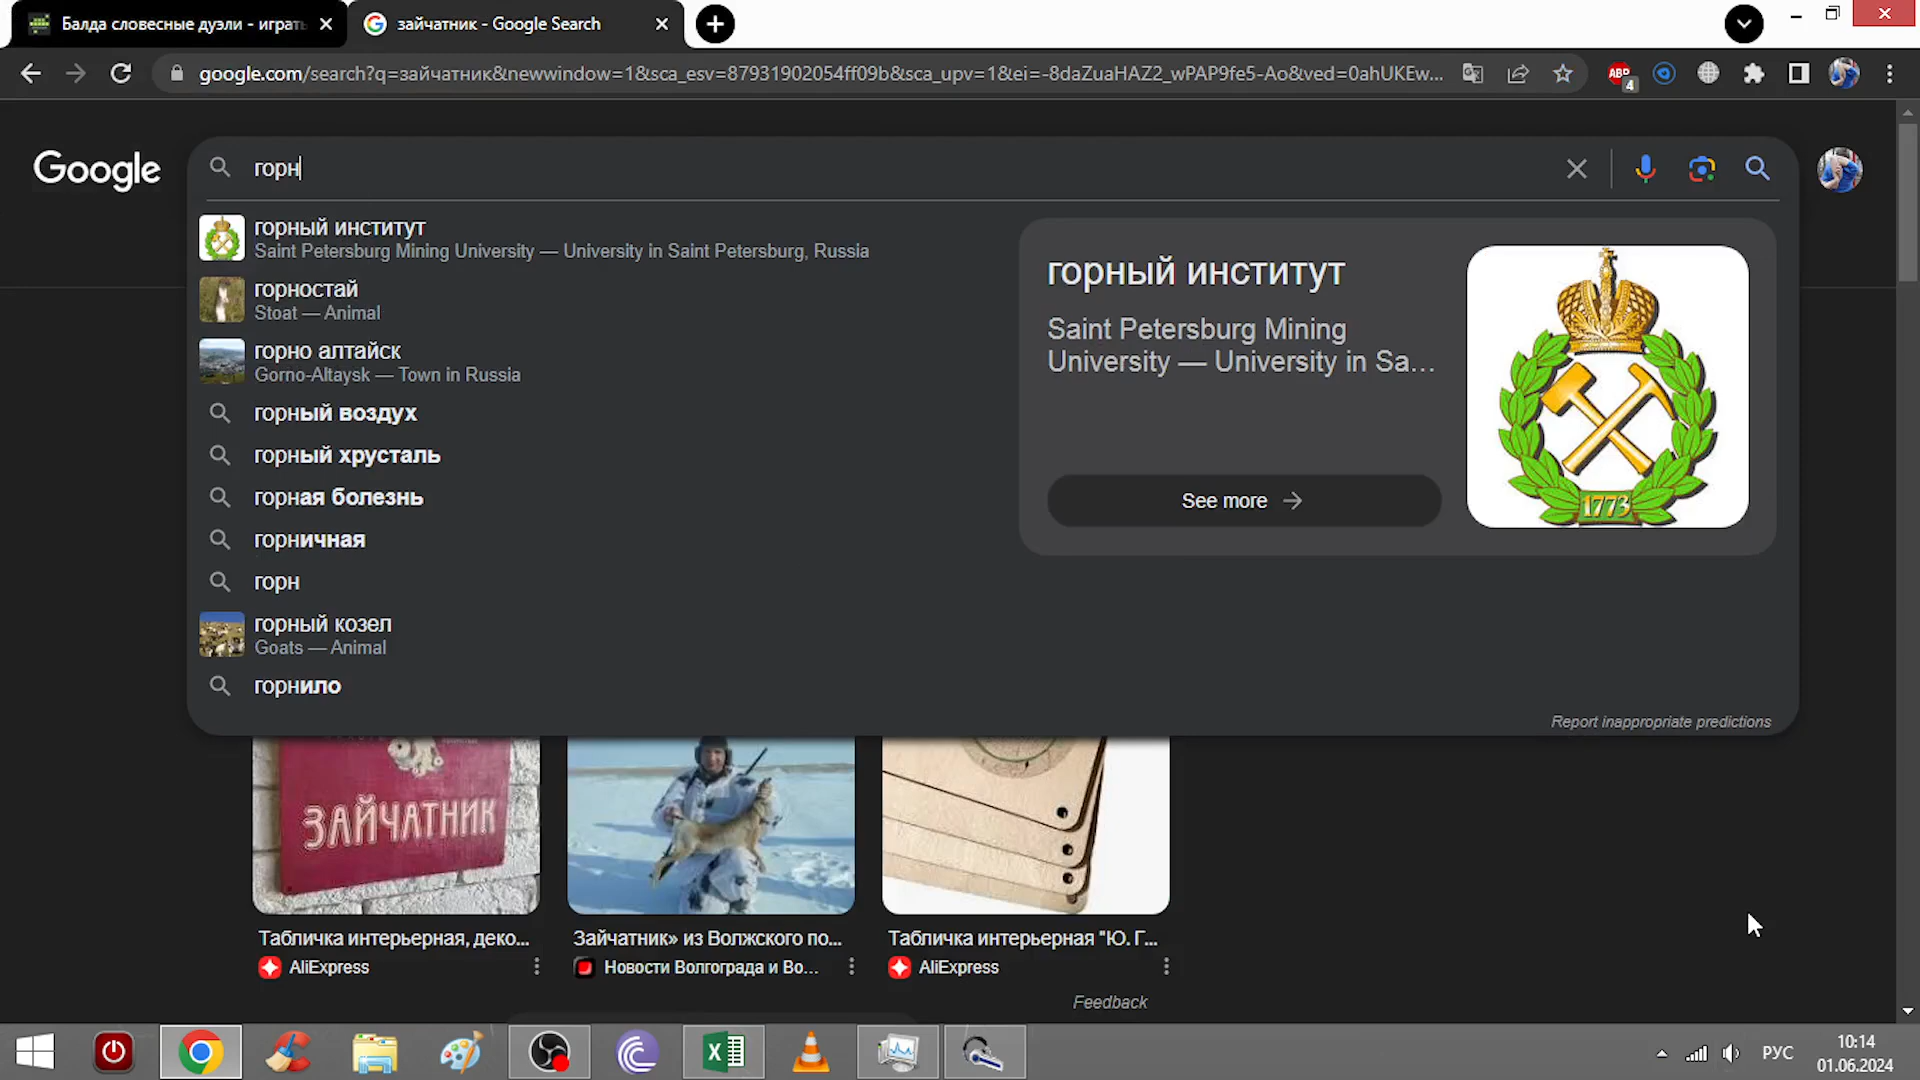 Балда словесные дуэли - играть
зайчатник - Google Search
google.com/search?q=зайчатник&newwindow=1&sca_esv=87931902054ff09b&sca_upv=1&ei=-8daZuaHAZ2_wPAP9fe5-Ao&ved=0ahUKEw...
ABP
4
Google
горн
горный институт
Saint Petersburg Mining University — University in Saint Petersburg, Russia
горностай
Stoat — Animal
горно алтайск
Gorno-Altaysk — Town in Russia
горный воздух
горный хрусталь
горная болезнь
горничная
горн
горный козел
Goats — Animal
горнило
горный институт
Saint Petersburg Mining
University — University in Sa...
See more
1773
Report inappropriate predictions
ЗАЙЧАТНИК
Табличка интерьерная, деко...
AliExpress
Зайчатник» из Волжского по...
Новости Волгограда и Во...
Табличка интерьерная "Ю. Г...
AliExpress
Feedback
РУС
10:14
01.06.2024